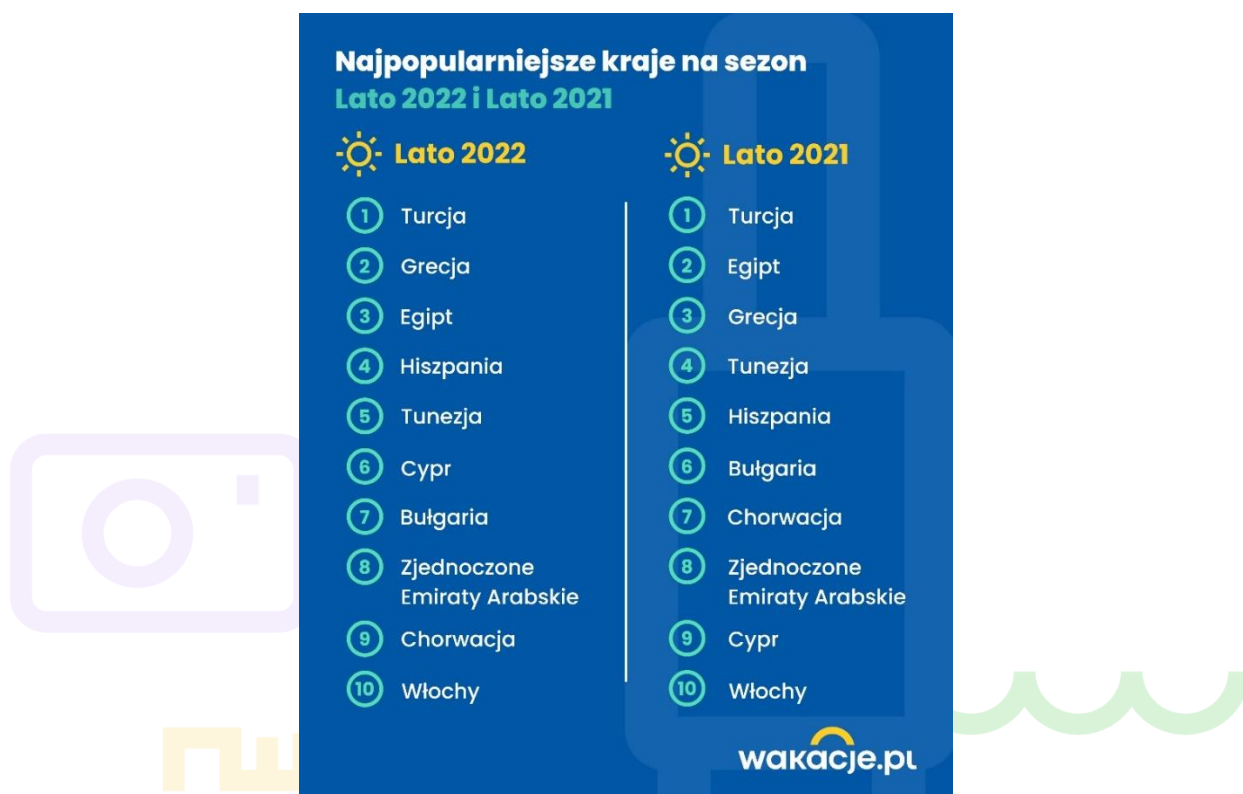 Najpopularniejsze kraje na sezon
Lato 2022 i Lato 2021
Lato 2022
1 Turcja
2 Grecja
3 Egipt
4 Hiszpania
5 Tunezja
6 Cypr
7 Bułgaria
8 Zjednoczone
Emiraty Arabskie
9 Chorwacja
10 Włochy
Lato 2021
1 Turcja
2 Egipt
3 Grecja
4 Tunezja
5 Hiszpania
6 Bułgaria
7 Chorwacja
8 Zjednoczone
Emiraty Arabskie
9 Cypr
10 Włochy
wakacje.pl